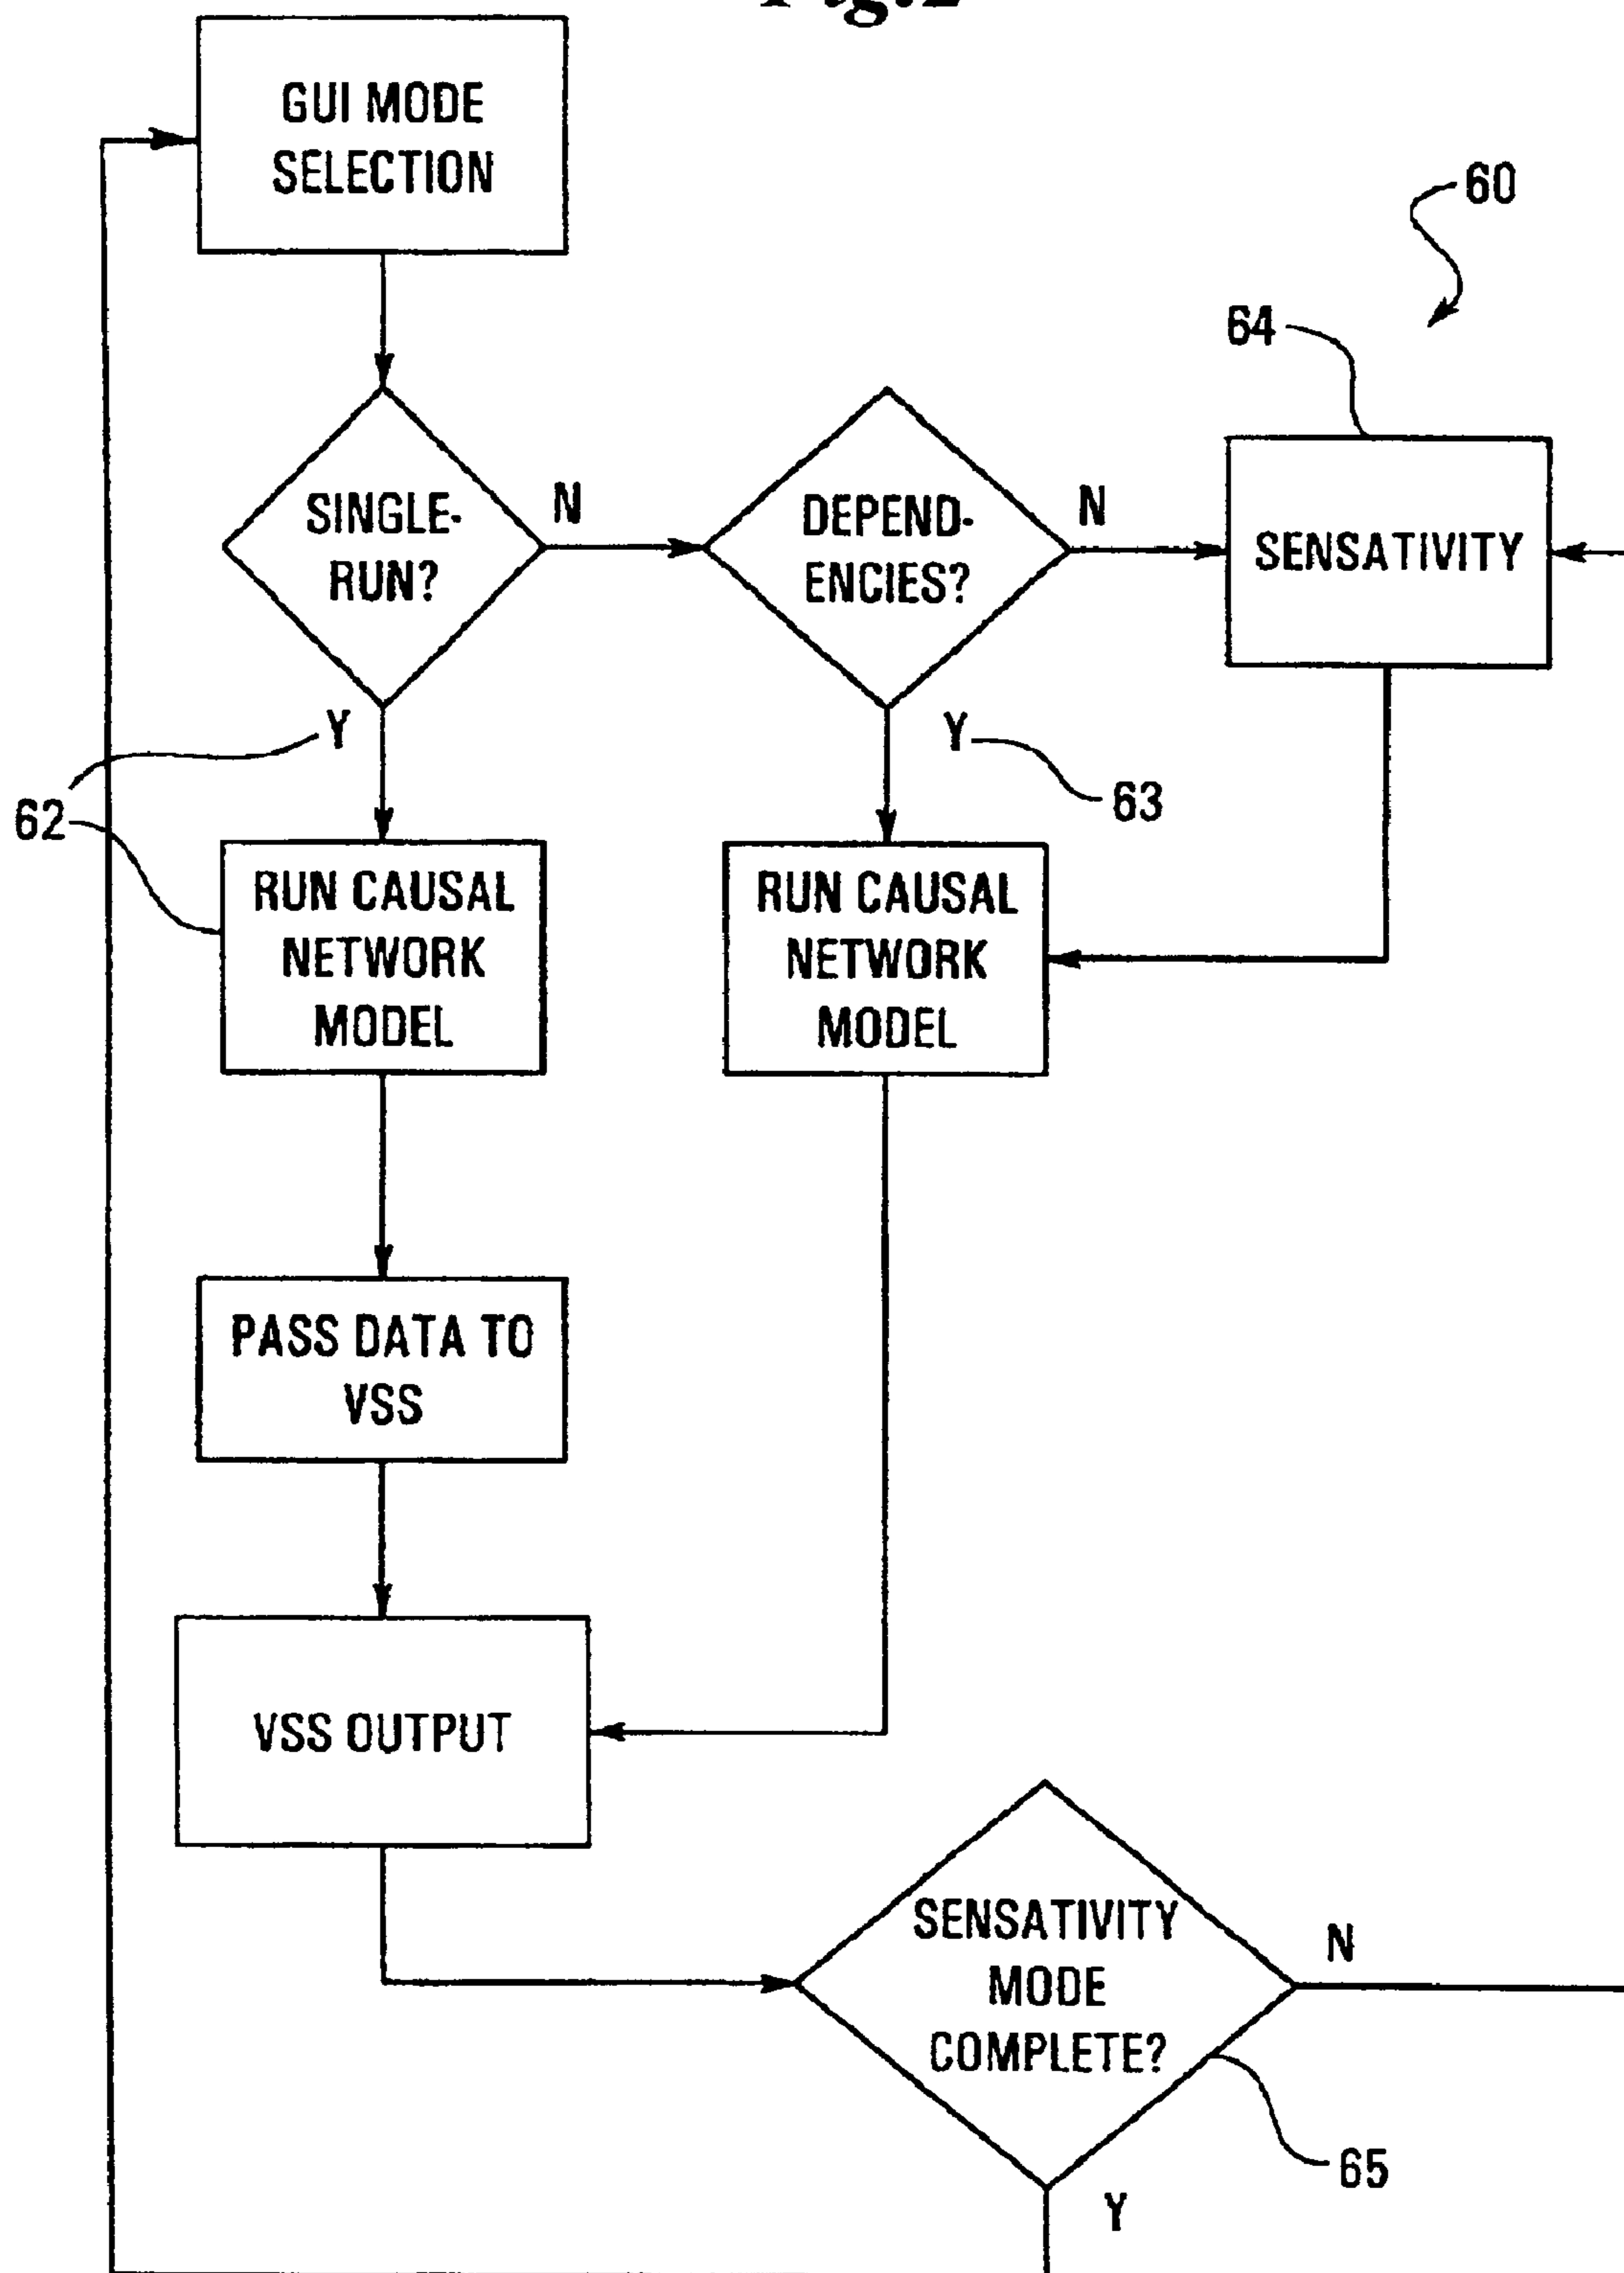 GUI MODE
SELECTION
60
64
SINGLE-
RUN?
N
DEPEND-
ENCIES?
N
SENSATIVITY
Y
Y
62
63
RUN CAUSAL
NETWORK
MODEL
RUN CAUSAL
NETWORK
MODEL
PASS DATA TO
VSS
VSS OUTPUT
SENSATIVITY
MODE
COMPLETE?
N
65
Y